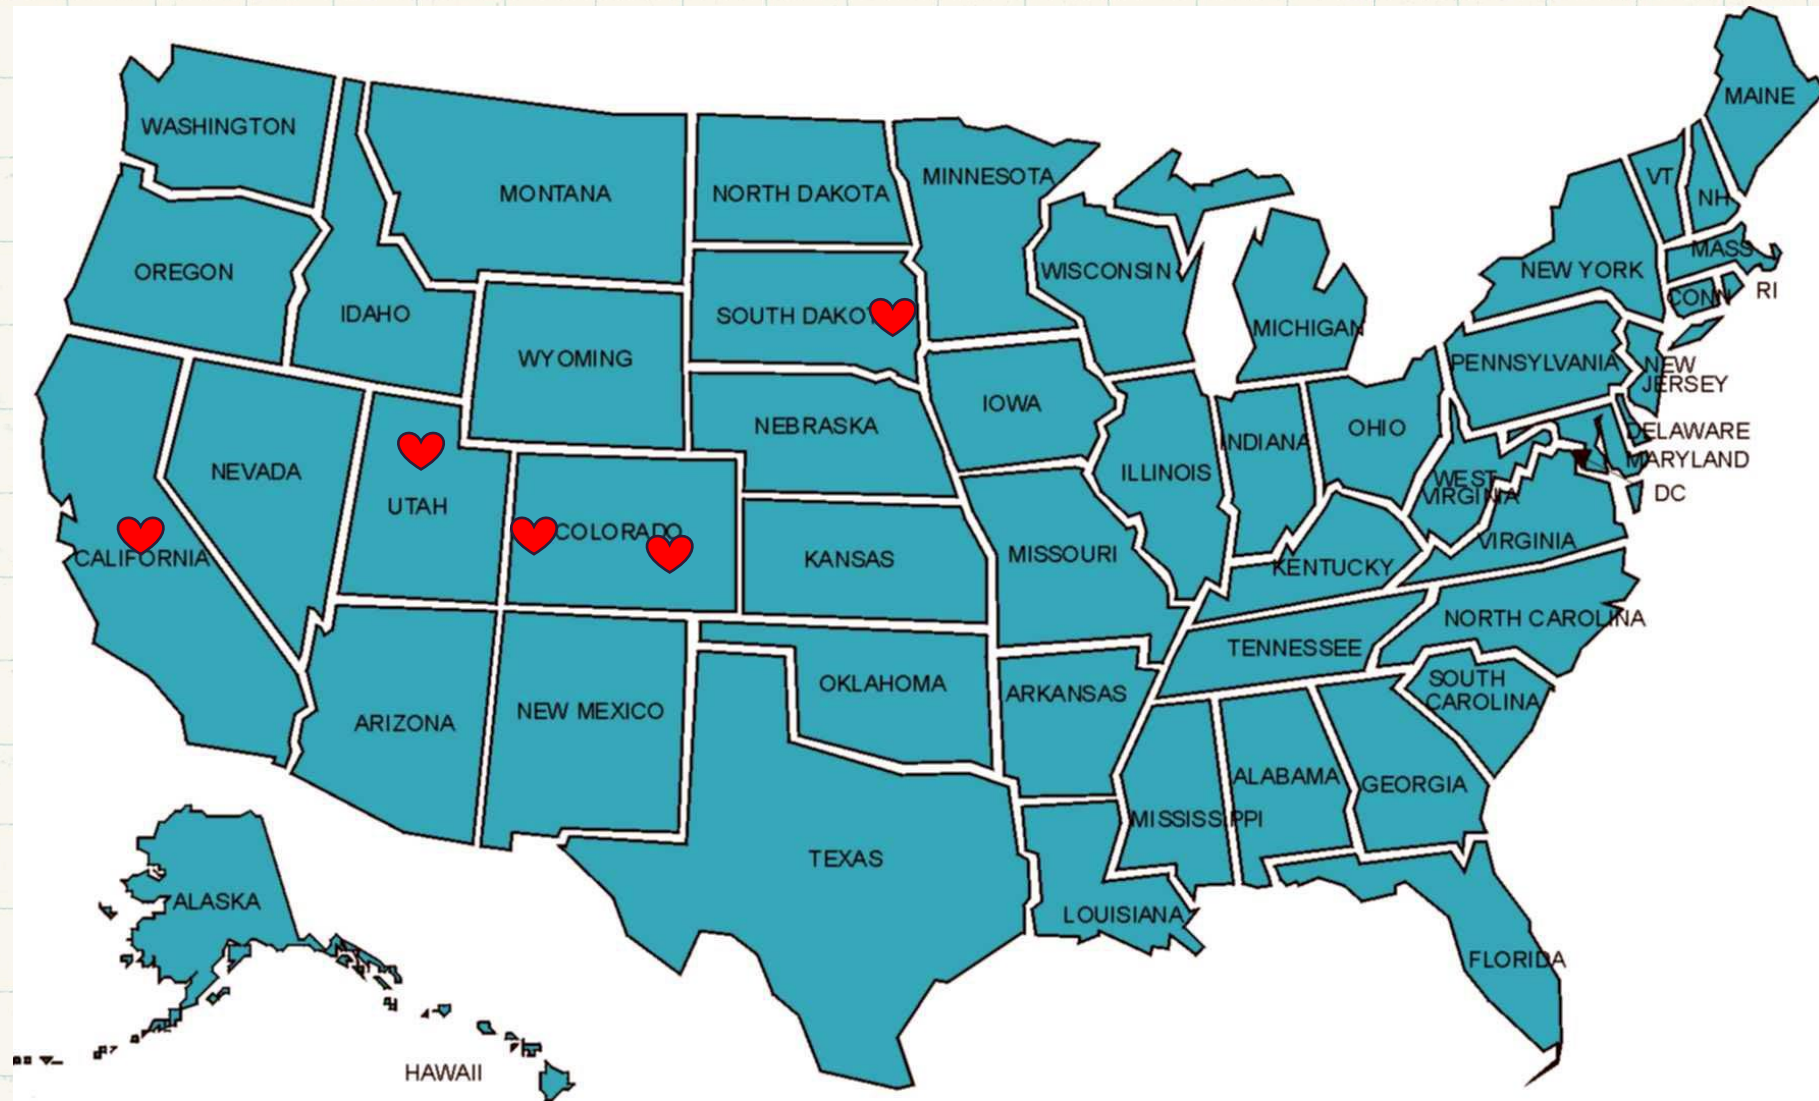 MAINE
WASHINGTON
MONTANA
NORTH DAKOTA
MINNESOTA
VT
NH
MASS
OREGON
IDAHO
SOUTH DAKO
WISCONSIN
MICHIGAN
NEW YORK
CONN
RI
WYOMING
NEBRASKA
IOWA
PENNSYLVANIA
NEW
JERSEY
NEVADA
UTAH
COLORADO
KANSAS
MISSOURI
ILLINOIS
INDIANA
OHIO
WEST
VIRGINIA
DELAWARE
MARYLAND
DC
VIRGINIA
CALIFORNIA
KENTUCKY
NORTH CAROLINA
TENNESSEE
SOUTH
CAROLINA
ARIZONA
NEW MEXICO
OKLAHOMA
ARKANSAS
MISSISSIPPI
ALABAMA
GEORGIA
TEXAS
LOUISIANA
FLORIDA
ALASKA
HAWAII